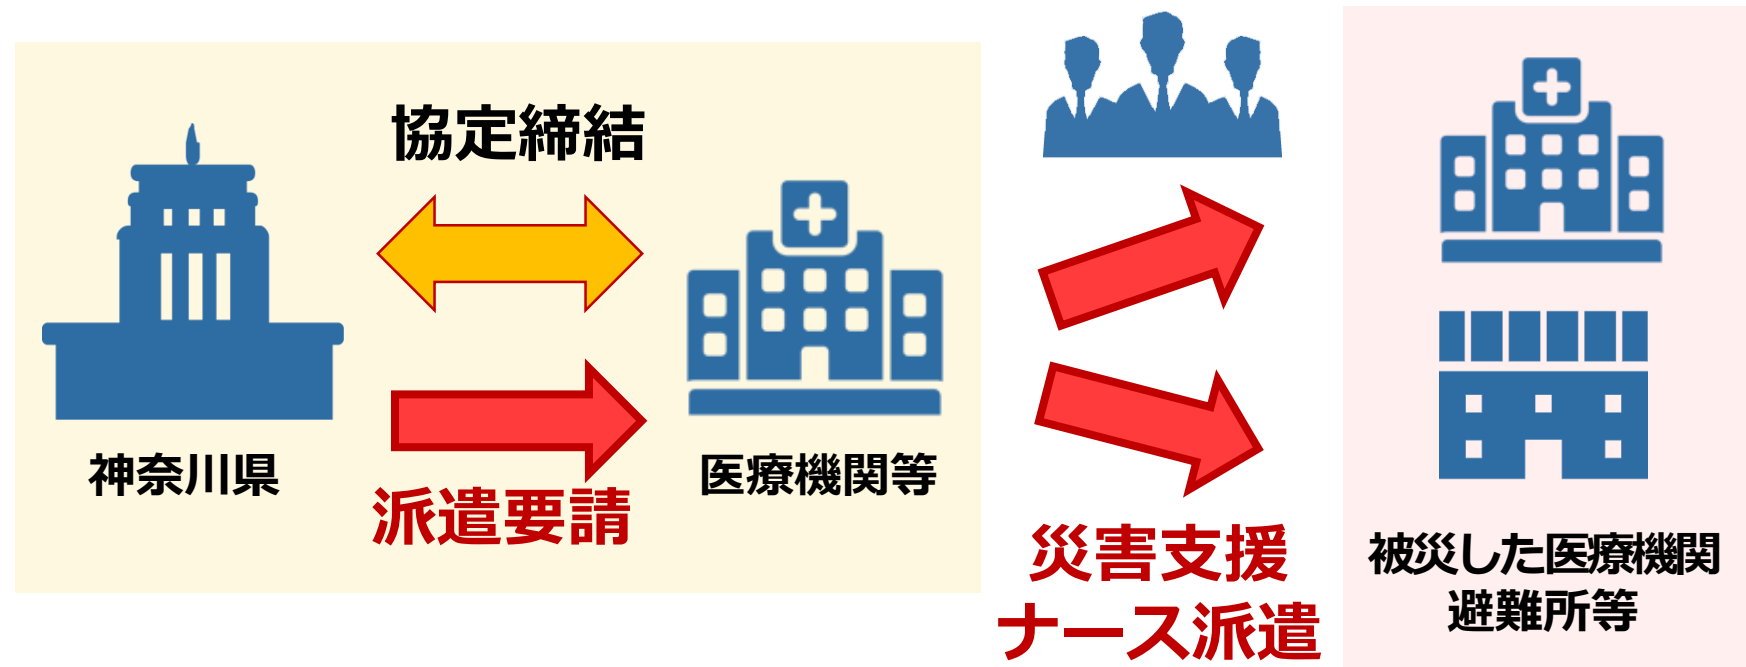 協定締結
神奈川県
派遣要請
医療機関等
災害支援
ナース派遣
被災した医療機関
避難所等